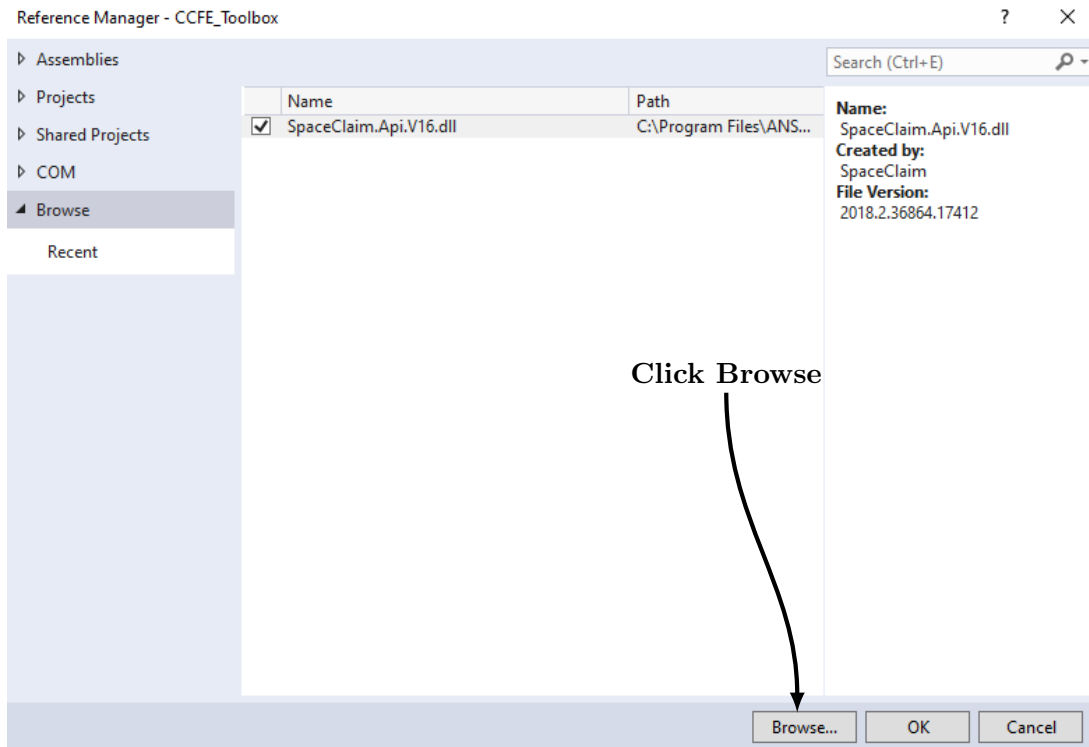 Reference Manager - CCFE_Toolbox
?
Assemblies
Projects
Shared Projects
COM
Browse
Recent
Name
Path
SpaceClaim.Api.V16.dll
C:\Program Files\ANS...
Search (Ctrl+E)
Name:
SpaceClaim.Api.V16.dll
Created by:
SpaceClaim
File Version:
2018.2.36864.17412
Click Browse
Browse...
OK
Cancel